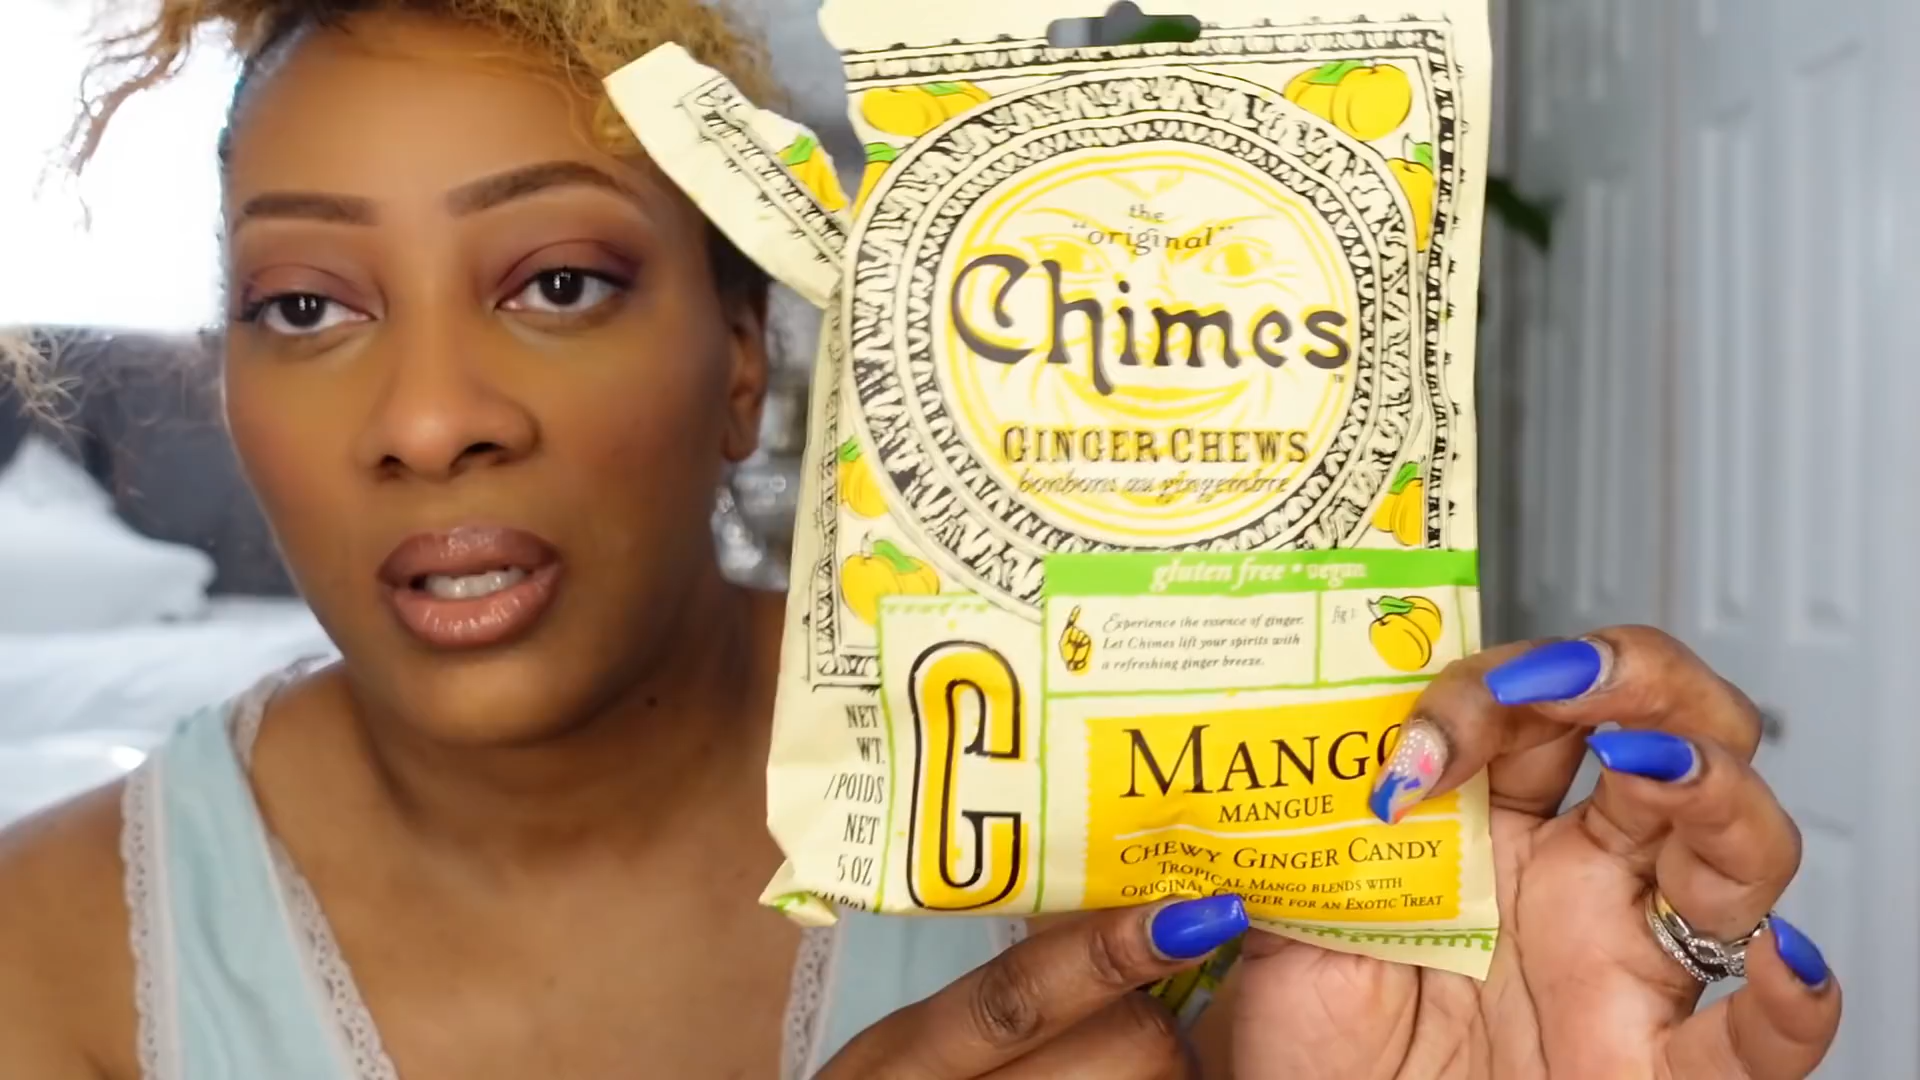 the
"original"
Chimes
TM
GINGER CHEWS
bonbons au gingembre
gluten free • vegan
Experience the essence of ginger.
Let Chimes lift your spirits with
a refreshing ginger breeze.
fig 1:
C
NET
WT.
/POIDS
NET
5 OZ
MANGO
MANGUE
CHEWY GINGER CANDY
TROPICAL MANGO BLENDS WITH
ORIGINAL GINGER FOR AN EXOTIC TREAT